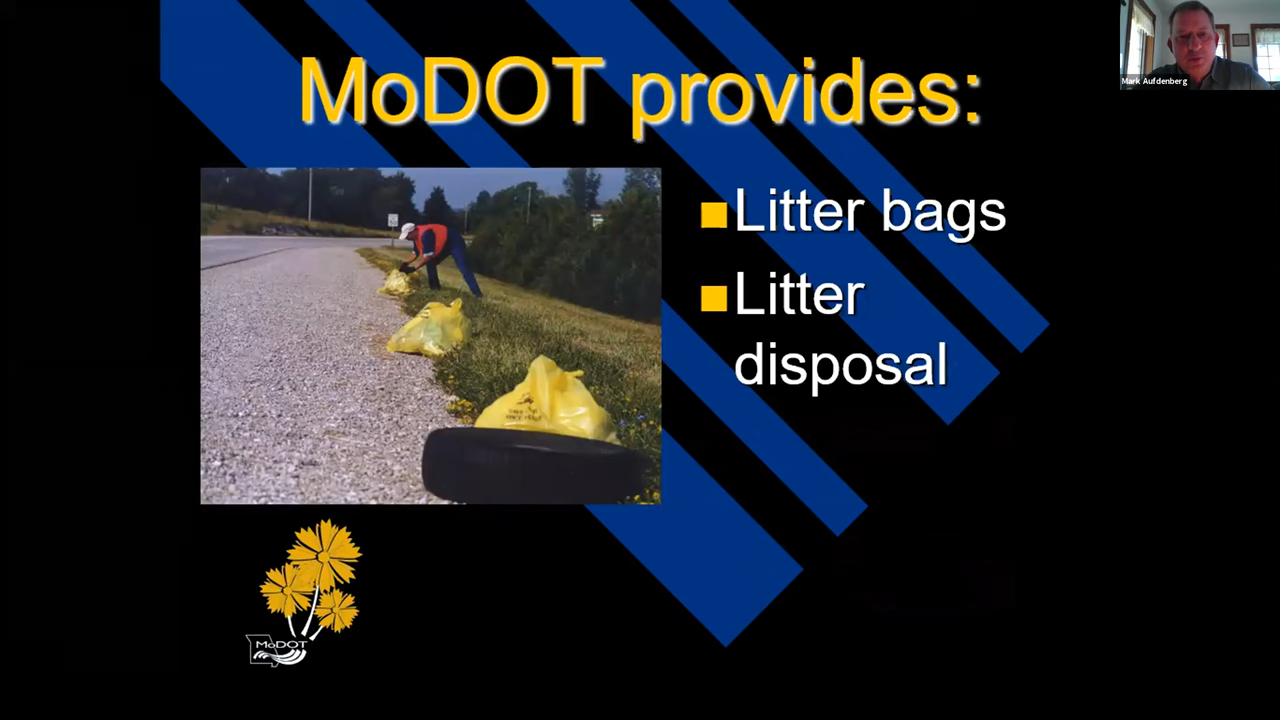 MoDOT provides:
Mark Aufdenberg
Litter bags
Litter
disposal
MoDOT